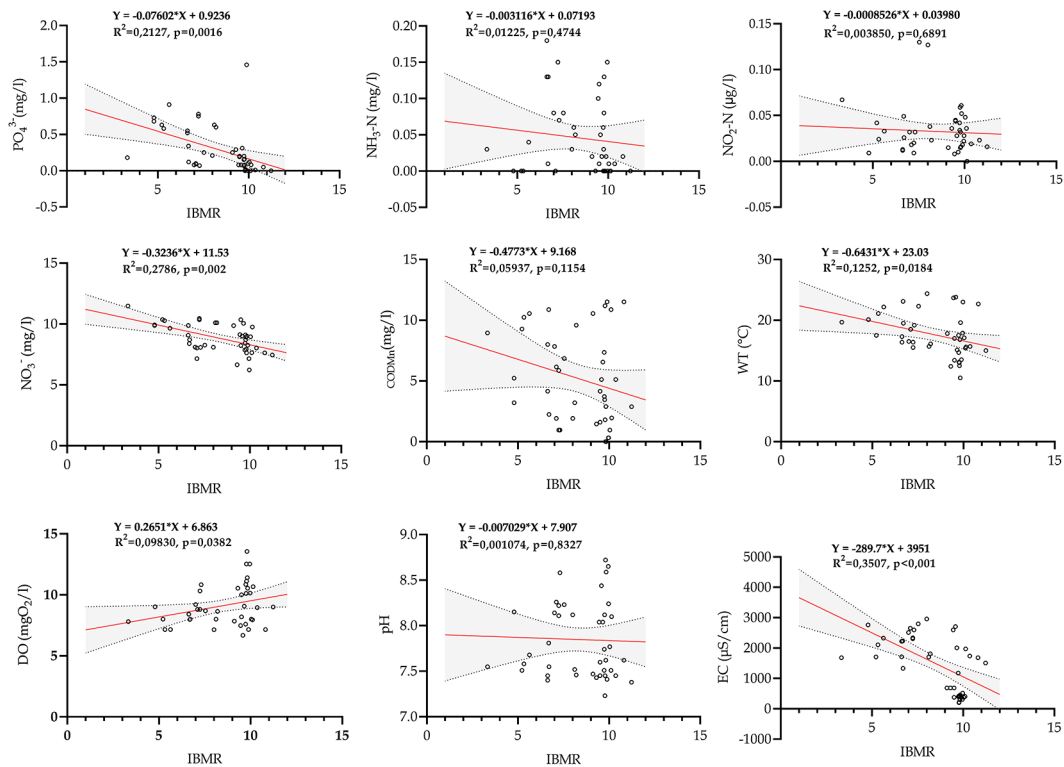 Y = -0.07602*X + 0.9236
R²=0,2127, p=0,0016
PO₄³⁻(mg/l)
2.0
1.5
1.0
0.5
0.0
-0.5
5
10
15
IBMR
Y = -0.003116*X + 0.07193
R²=0,01225, p=0,4744
NH₃-N (mg/l)
0.20
0.15
0.10
0.05
0.00
-0.05
5
10
15
IBMR
Y = -0.0008526*X + 0.03980
R²=0,003850, p=0,6891
NO₂-N (µg/l)
0.15
0.10
0.05
0.00
-0.05
5
10
15
IBMR
Y = -0.3236*X + 11.53
R²=0,2786, p=0,002
NO₃⁻(mg/l)
15
10
5
0
0
5
10
15
IBMR
Y = -0.4773*X + 9.168
R²=0,05937, p=0,1154
CODMn(mg/l)
15
10
5
0
0
5
10
15
IBMR
Y = -0.6431*X + 23.03
R²=0,1252, p=0,0184
WT (°C)
30
20
10
0
0
5
10
15
IBMR
Y = 0.2651*X + 6.863
R²=0,09830, p=0,0382
DO (mgO₂/l)
15
10
5
0
0
5
10
15
IBMR
Y = -0.007029*X + 7.907
R²=0,001074, p=0,8327
pH
9.0
8.5
8.0
7.5
7.0
0
5
10
15
IBMR
Y = -289.7*X + 3951
R²=0,3507, p<0,001
EC (µS/cm)
5000
4000
3000
2000
1000
0
-1000
5
10
15
IBMR